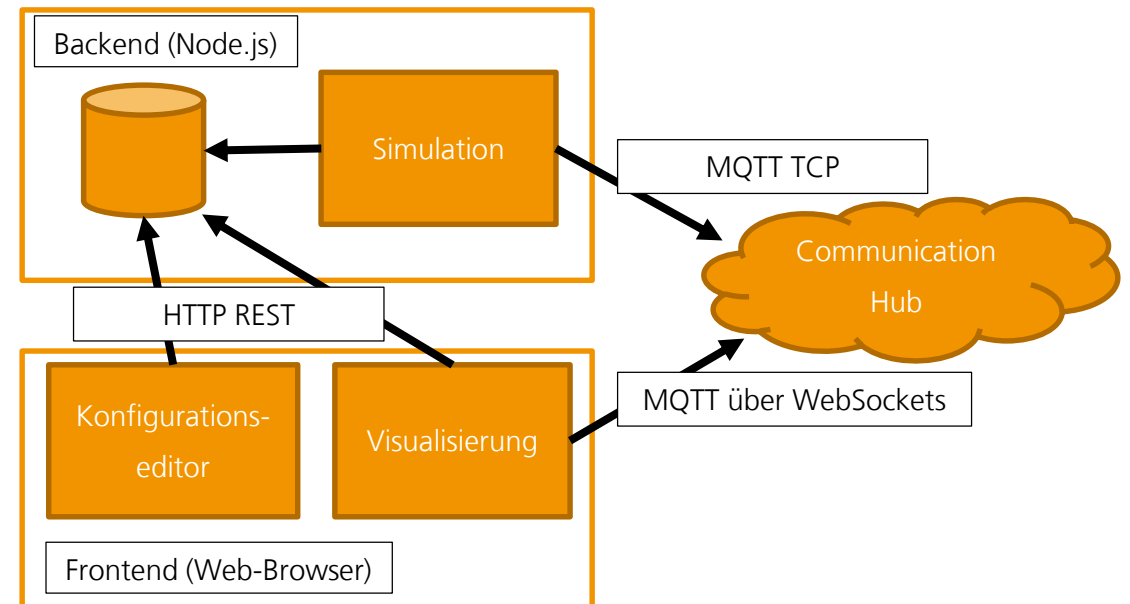 Backend (Node.js)
Simulation
MQTT TCP
Communication
Hub
HTTP REST
Konfigurations-
editor
Visualisierung
MQTT über WebSockets
Frontend (Web-Browser)